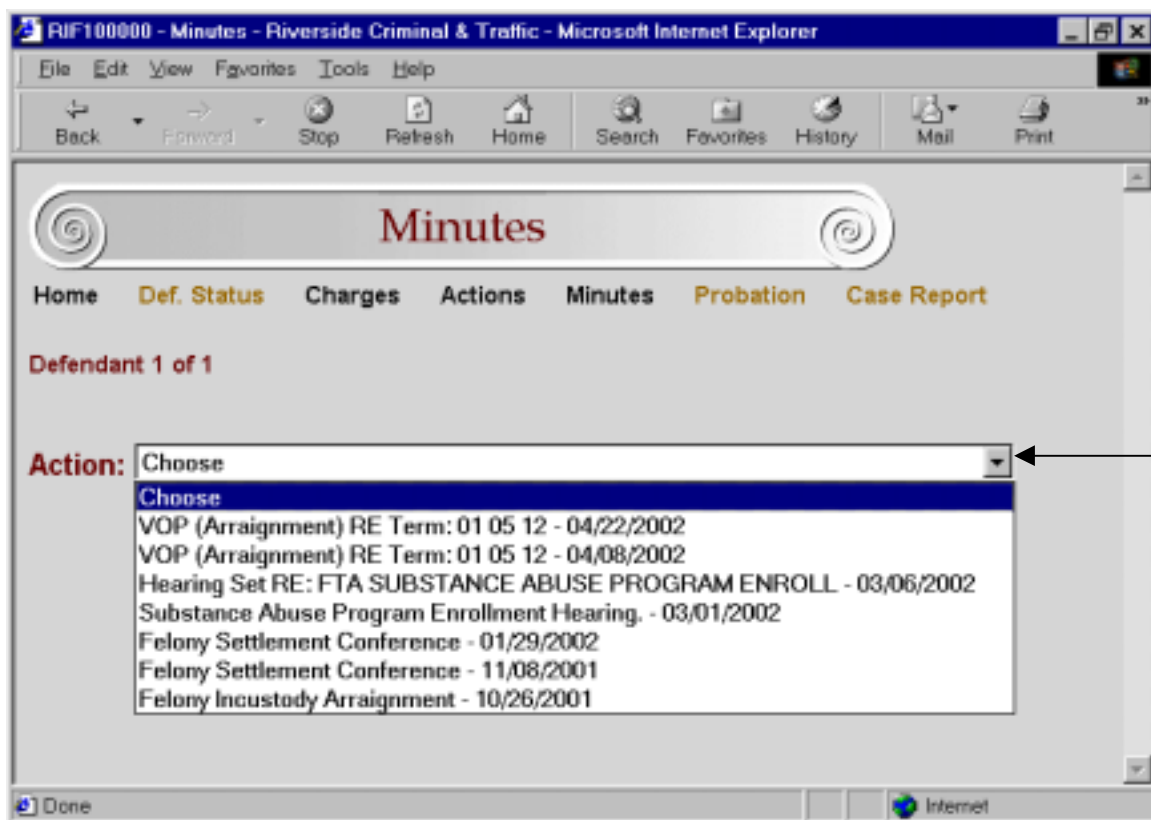 RIF100000 - Minutes - Riverside Criminal & Traffic - Microsoft Internet Explorer
File Edit View Favorites Tools Help
Back Forward Stop Refresh Home Search Favorites History Mail Print
Minutes
Home Def. Status Charges Actions Minutes Probation Case Report
Defendant 1 of 1
Action: Choose
Choose
VOP (Arraignment) RE Term: 01 05 12 - 04/22/2002
VOP (Arraignment) RE Term: 01 05 12 - 04/08/2002
Hearing Set RE: FTA SUBSTANCE ABUSE PROGRAM ENROLL - 03/06/2002
Substance Abuse Program Enrollment Hearing. - 03/01/2002
Felony Settlement Conference - 01/29/2002
Felony Settlement Conference - 11/08/2001
Felony Incustody Arraignment - 10/26/2001
Done Internet